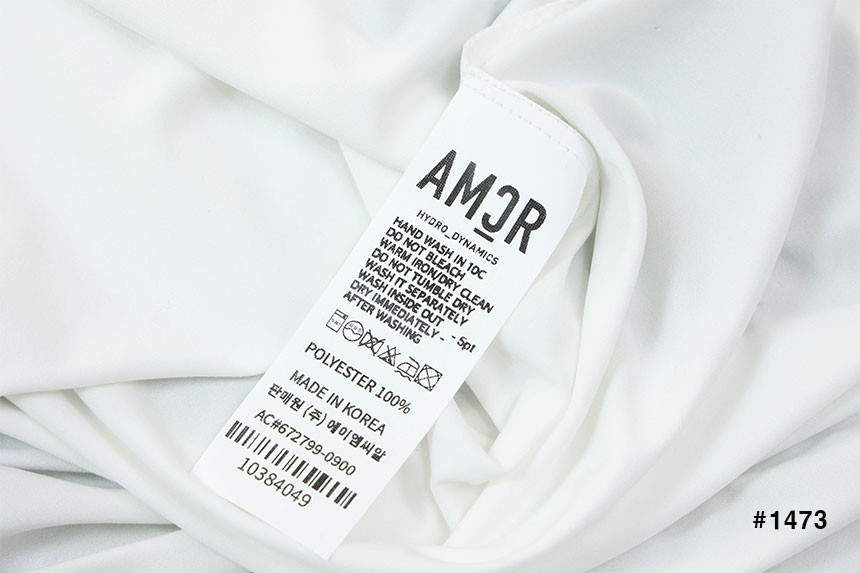 AMCR
HYDRO_DYNAMICS
HAND WASH IN 10C
DO NOT BLEACH
WARM IRON/DRY CLEAN
DO NOT TUMBLE DRY
WASH IT SEPARATELY
WASH INSIDE OUT
DRY IMMEDIATELY - - 5pt
AFTER WASHING
POLYESTER 100%
MADE IN KOREA
판매원 (주) 에이엠씨알
AC#672799-0900
10384049
#1473